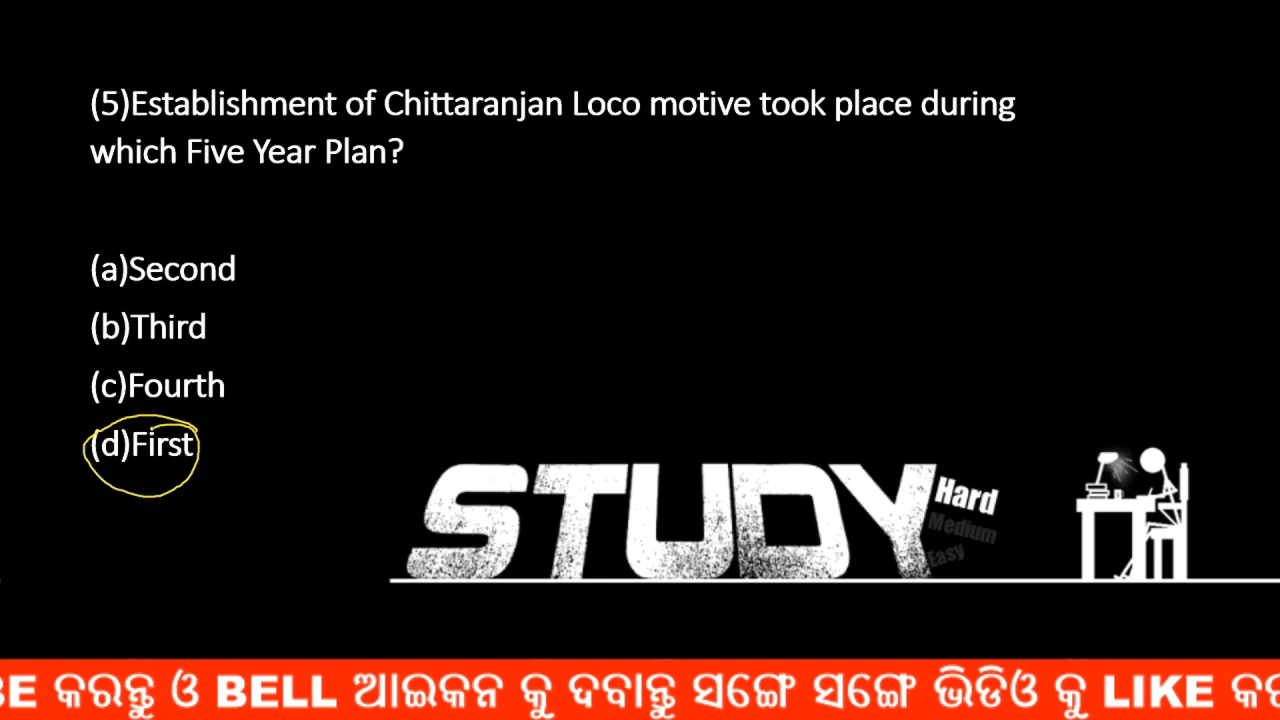 (5)Establishment of Chittaranjan Loco motive took place during
which Five Year Plan?
(a)Second
(b)Third
(c)Fourth
(d)First
STUDY
Hard
Medium
Easy
BE କରନ୍ତୁ ଓ BELL ଆଇକନ କୁ ଦବାନ୍ତୁ ସଙ୍ଗେ ସଙ୍ଗେ ଭିଡିଓ କୁ LIKE